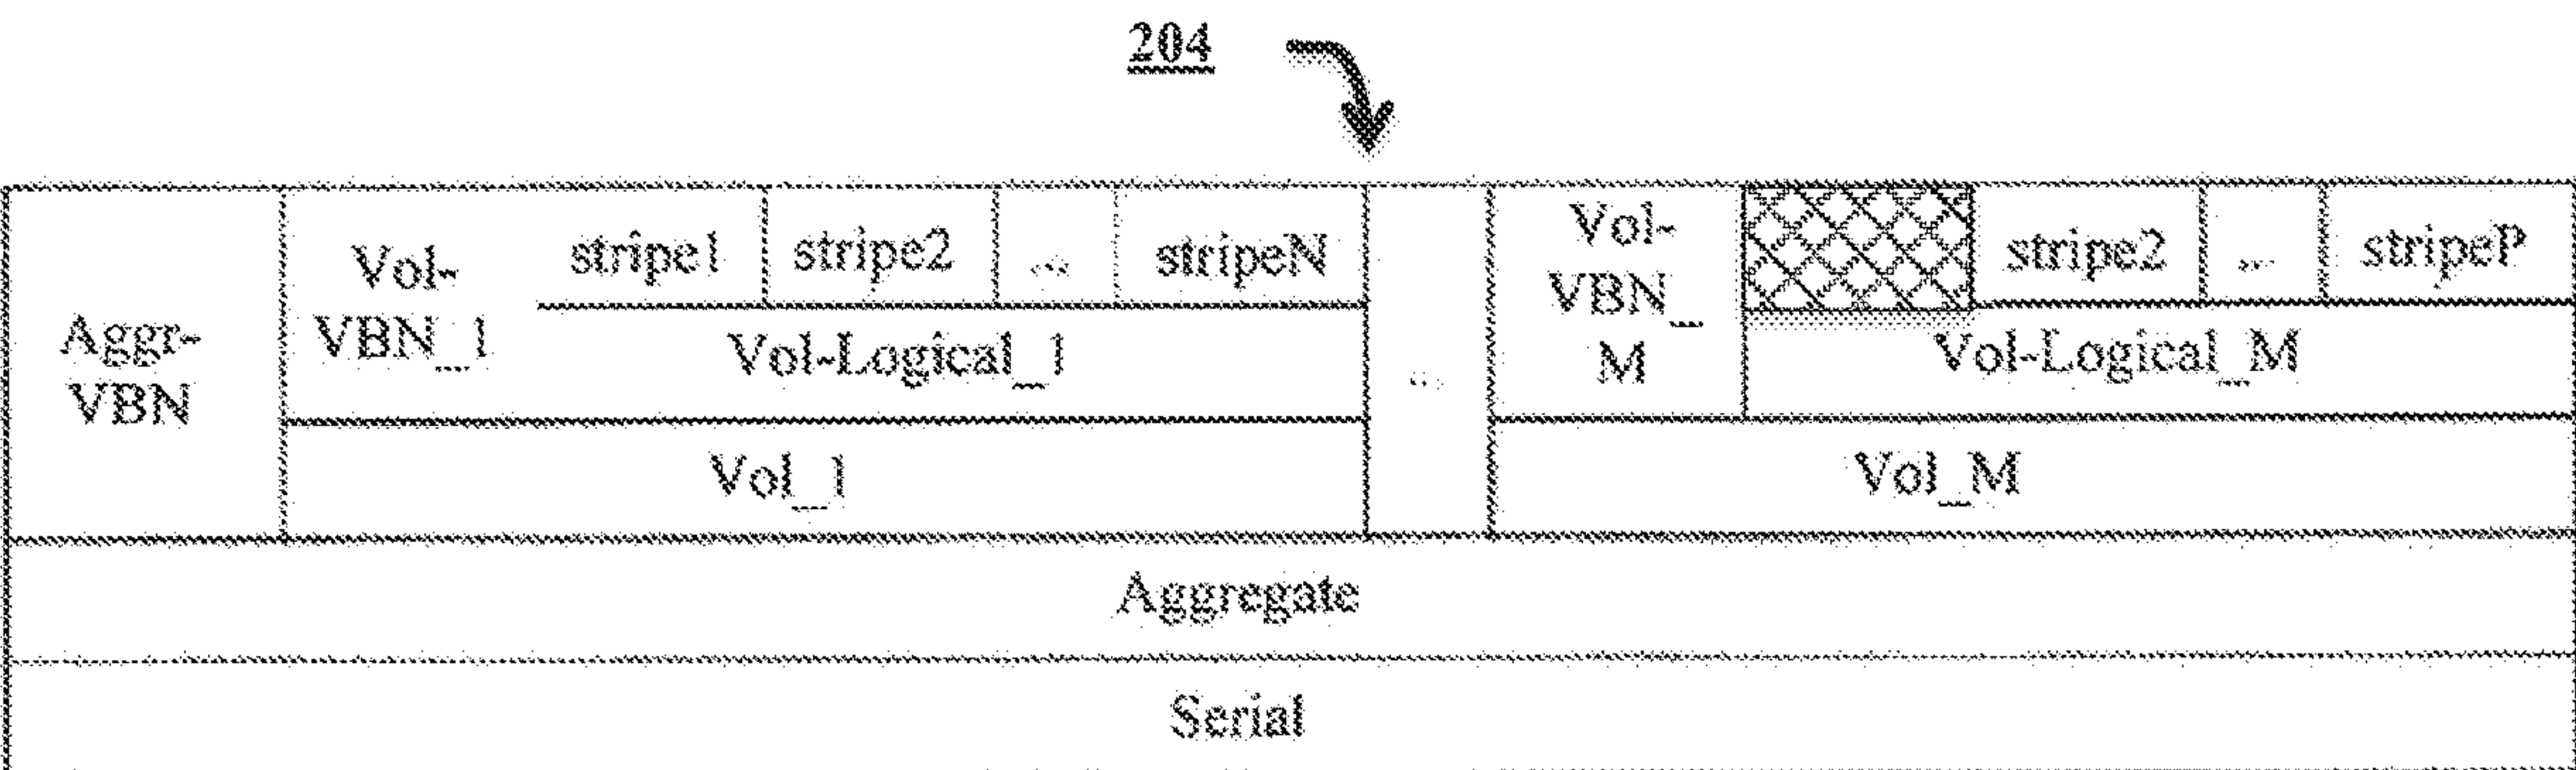 204
Aggr-
VBN
Vol-
VBN_1
stripe1
stripe2
...
stripeN
Vol-Logical_1
Vol_1
...
Vol-
VBN_
M
stripe2
...
stripeP
Vol-Logical_M
Vol_M
Aggregate
Serial